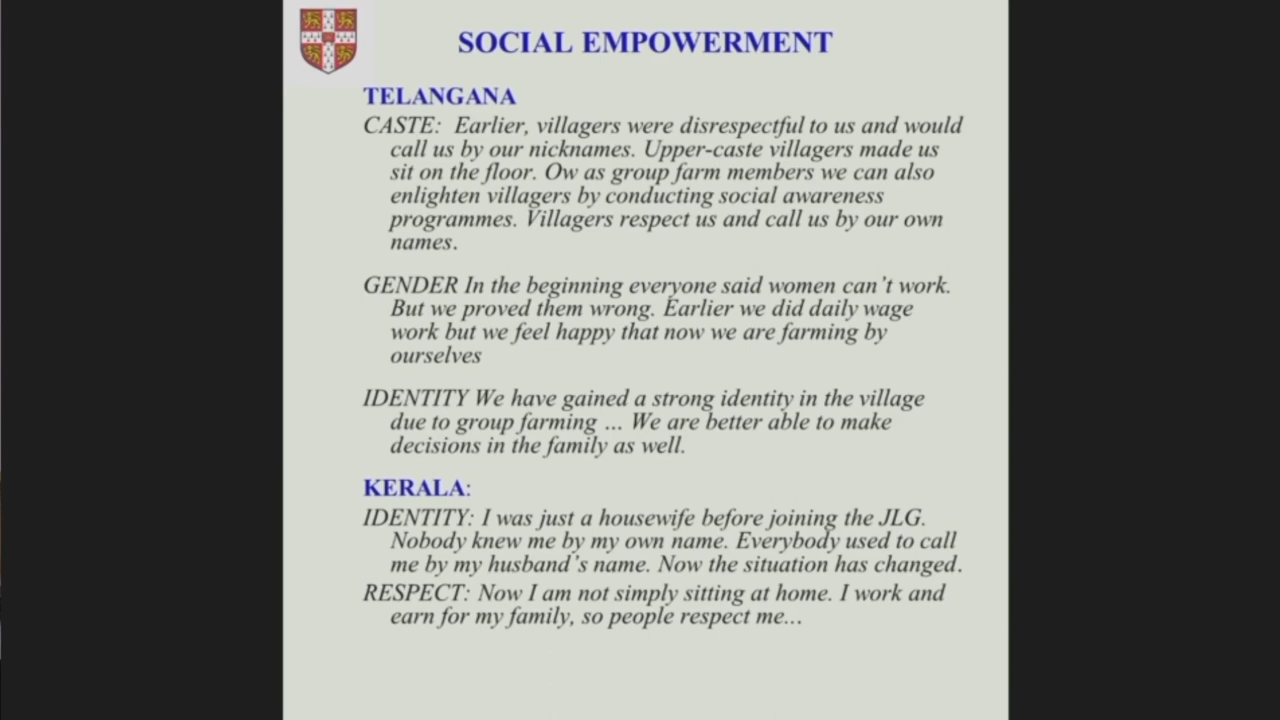 SOCIAL EMPOWERMENT
TELANGANA
CASTE: Earlier, villagers were disrespectful to us and would
call us by our nicknames. Upper-caste villagers made us
sit on the floor. Ow as group farm members we can also
enlighten villagers by conducting social awareness
programmes. Villagers respect us and call us by our own
names.
GENDER In the beginning everyone said women can’t work.
But we proved them wrong. Earlier we did daily wage
work but we feel happy that now we are farming by
ourselves
IDENTITY We have gained a strong identity in the village
due to group farming … We are better able to make
decisions in the family as well.
KERALA:
IDENTITY: I was just a housewife before joining the JLG.
Nobody knew me by my own name. Everybody used to call
me by my husband’s name. Now the situation has changed.
RESPECT: Now I am not simply sitting at home. I work and
earn for my family, so people respect me...